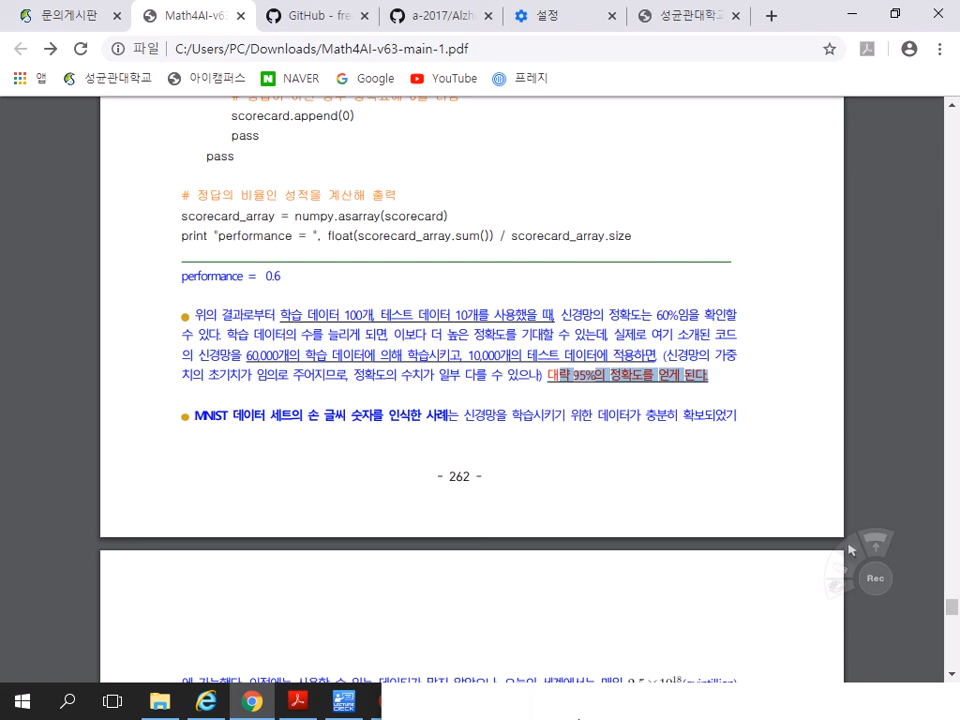 문의게시판
Math4AI-v63
GitHub - fre
a-2017/Alzh
설정
성균관대학교
파일
C:/Users/PC/Downloads/Math4AI-v63-main-1.pdf
앱
성균관대학교
아이캠퍼스
NAVER
Google
YouTube
프레지
scorecard.append(0)
pass
pass
# 정답의 비율인 성적을 계산해 출력
scorecard_array = numpy.asarray(scorecard)
print "performance = ", float(scorecard_array.sum()) / scorecard_array.size
performance = 0.6
위의 결과로부터 학습 데이터 100개, 테스트 데이터 10개를 사용했을 때, 신경망의 정확도는 60%임을 확인할
수 있다. 학습 데이터의 수를 늘리게 되면, 이보다 더 높은 정확도를 기대할 수 있는데, 실제로 여기 소개된 코드
의 신경망을 60,000개의 학습 데이터에 의해 학습시키고, 10,000개의 테스트 데이터에 적용하면, (신경망의 가중
치의 초기치가 임의로 주어지므로, 정확도의 수치가 일부 다를 수 있으나) 대략 95%의 정확도를 얻게 된다.
MNIST 데이터 세트의 손 글씨 숫자를 인식한 사례는 신경망을 학습시키기 위한 데이터가 충분히 확보되었기
- 262 -
Rec